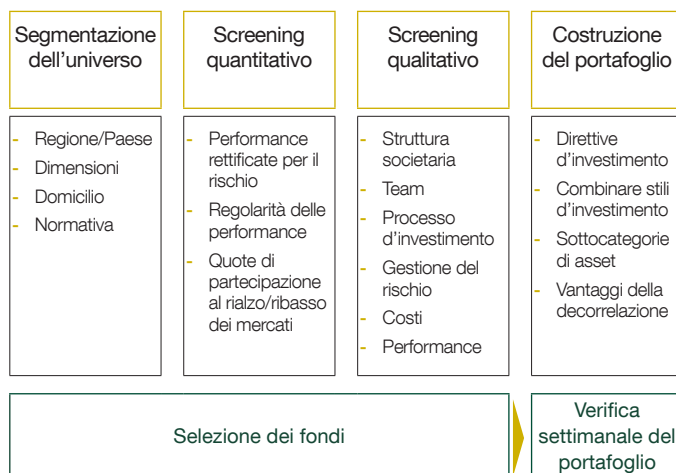 Segmentazione
dell'universo
- Regione/Paese
- Dimensioni
- Domicilio
- Normativa
Screening
quantitativo
- Performance
rettificate per il
rischio
- Regolarità delle
performance
- Quote di
partecipazione
al rialzo/ribasso
dei mercati
Screening
qualitativo
- Struttura
societaria
- Team
- Processo
d'investimento
- Gestione del
rischio
- Costi
- Performance
Costruzione
del portafoglio
- Direttive
d'investimento
- Combinare stili
d'investimento
- Sottocategorie
di asset
- Vantaggi della
decorrelazione
Selezione dei fondi
Verifica
settimanale del
portafoglio